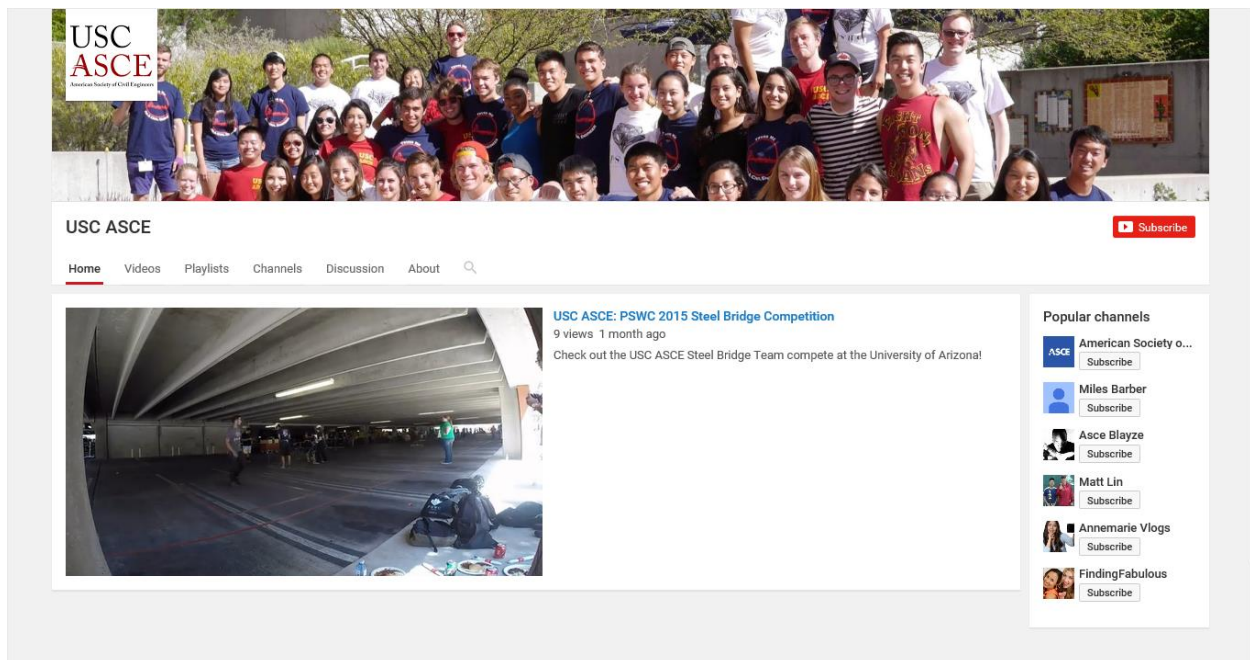 USC
ASCE
American Society of Civil Engineers
USC ASCE
Subscribe
Home Videos Playlists Channels Discussion About
USC ASCE: PSWC 2015 Steel Bridge Competition
9 views 1 month ago
Check out the USC ASCE Steel Bridge Team compete at the University of Arizona!
Popular channels
ASCE
American Society o...
Subscribe
Miles Barber
Subscribe
Asce Blayze
Subscribe
Matt Lin
Subscribe
Annemarie Vlogs
Subscribe
FindingFabulous
Subscribe